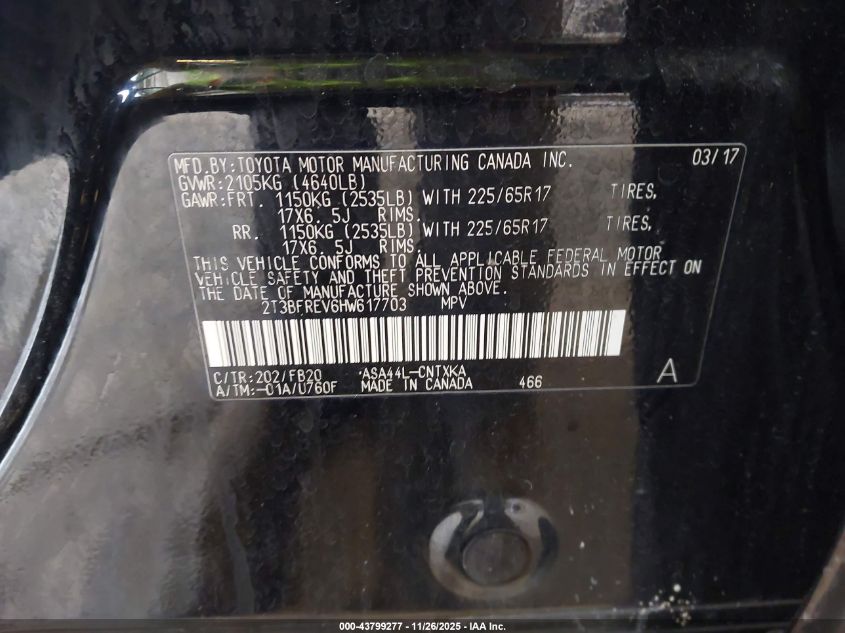 MFD.BY:TOYOTA MOTOR MANUFACTURING CANADA INC. 03/17
GVWR:2105KG (4640LB)
GAWR:FRT. 1150KG (2535LB) WITH 225/65R17 TIRES,
17X6.5J RIMS.
RR. 1150KG (2535LB) WITH 225/65R17 TIRES,
17X6.5J RIMS.
THIS VEHICLE CONFORMS TO ALL APPLICABLE FEDERAL MOTOR
VEHICLE SAFETY AND THEFT PREVENTION STANDARDS IN EFFECT ON
THE DATE OF MANUFACTURE SHOWN ABOVE.
2T3BFREV6HW617703 MPV
C/TR:202/FB20 ASA44L-CNTXKA
A/TM:-01A/U760F MADE IN CANADA 466 A
000-43799277 - 11/26/2025 - IAA Inc.